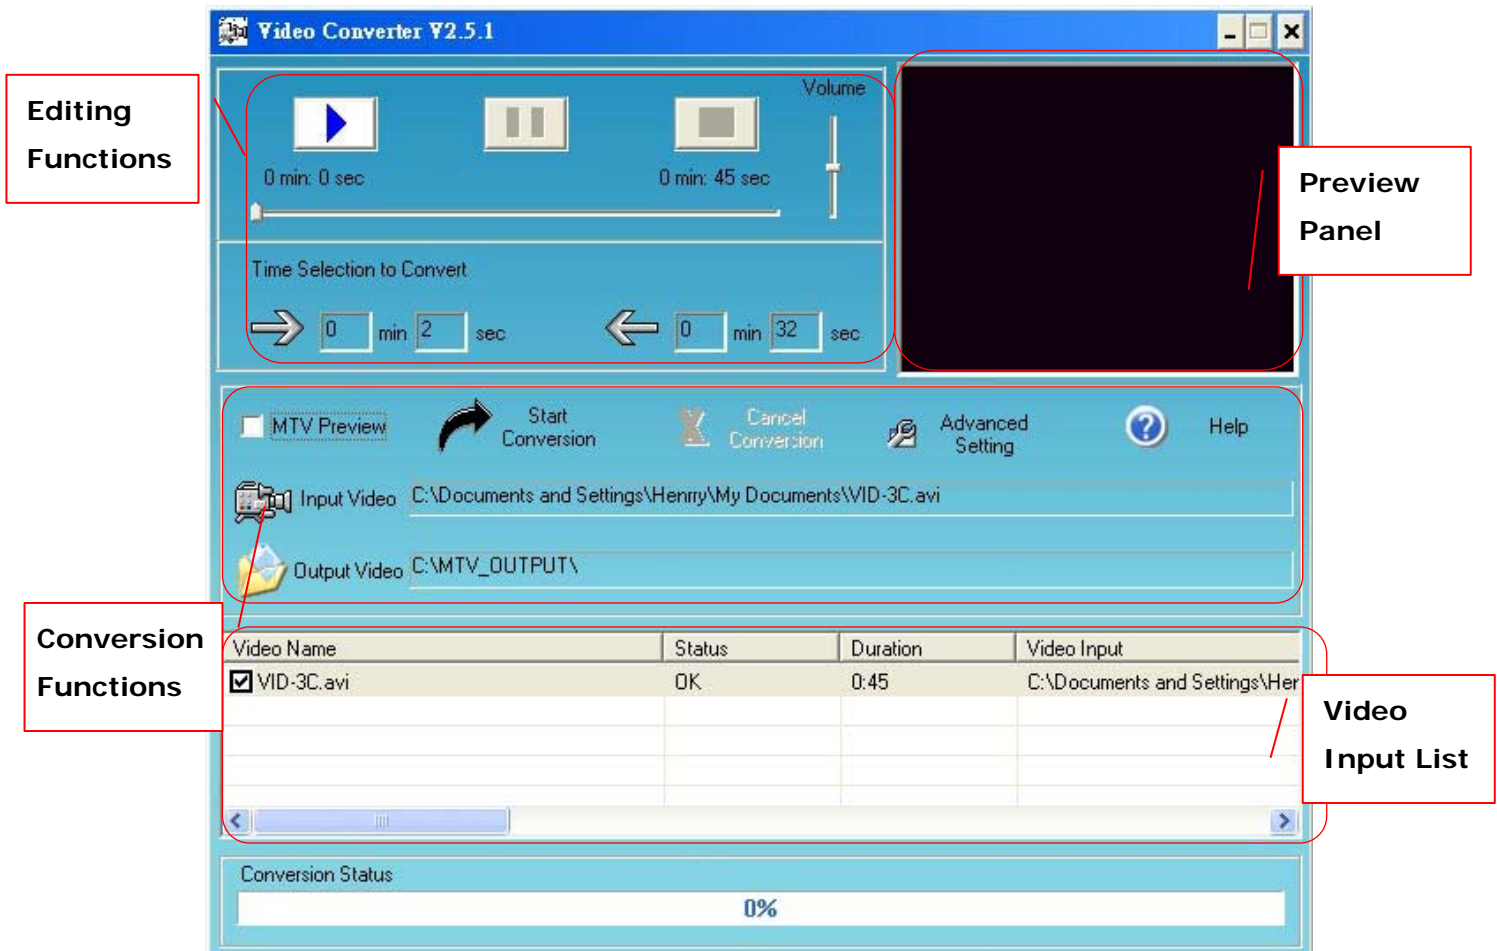 Video Converter V2.5.1
Editing
Functions
Volume
0 min: 0 sec
0 min: 45 sec
Preview
Panel
Time Selection to Convert
0 min 2 sec
0 min 32 sec
MTV Preview
Start
Conversion
Cancel
Conversion
Advanced
Setting
Help
Input Video C:\Documents and Settings\Henrry\My Documents\VID-3C.avi
Output Video C:\MTV_OUTPUT\
Conversion
Functions
Video Name Status Duration Video Input
VID-3C.avi OK 0:45 C:\Documents and Settings\Her
Video
Input List
Conversion Status
0%